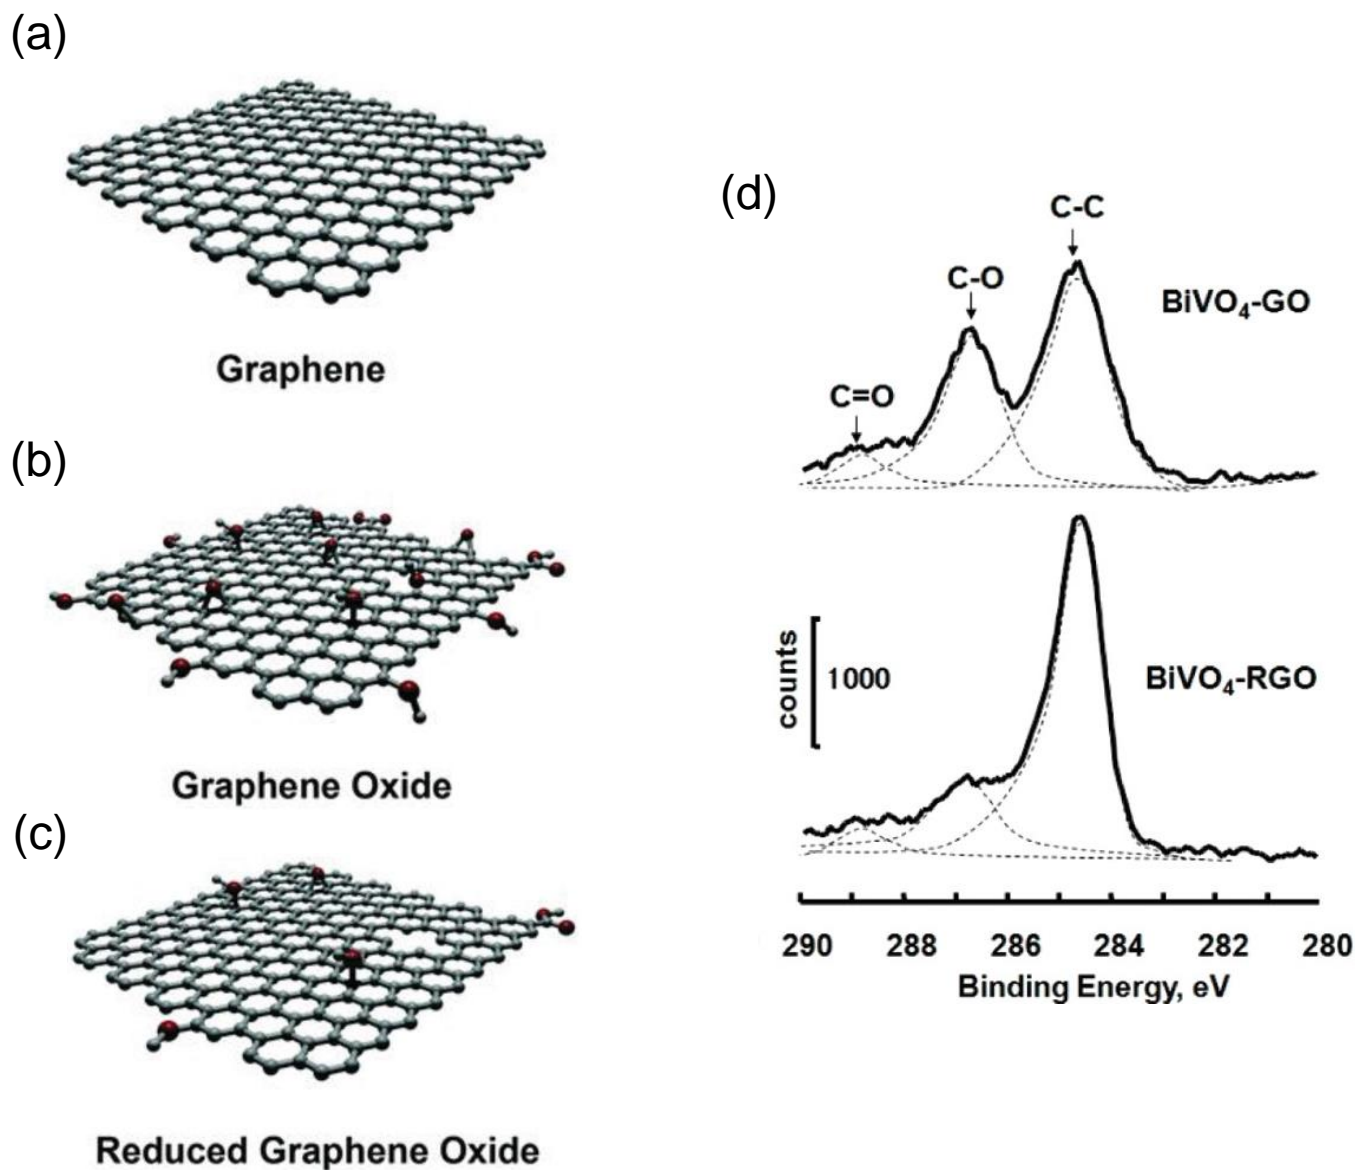 (a)
Graphene
(b)
Graphene Oxide
(c)
Reduced Graphene Oxide
(d)
C-C
C-O
C=O
BiVO₄-GO
counts
1000
BiVO₄-RGO
290 288 286 284 282 280
Binding Energy, eV